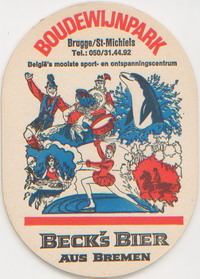 BOUDEWIJNPARK
Brugge/St-Michiels
Tel.: 050/31.44.92
België's mooiste sport- en ontspanningscentrum
BECK'S BIER
AUS BREMEN